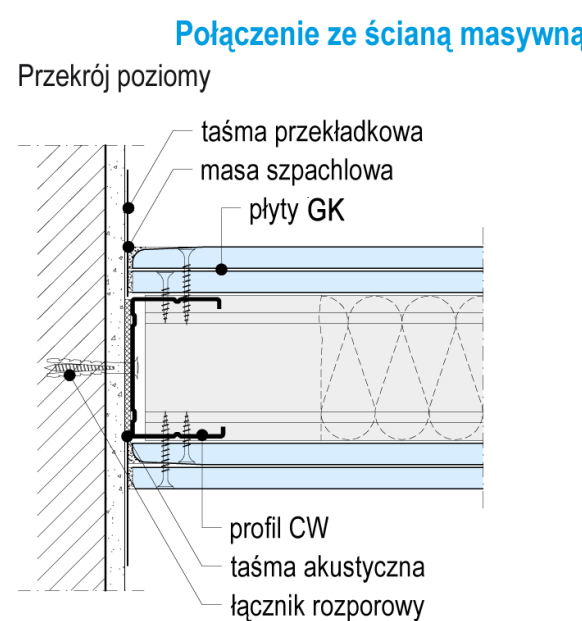 Połączenie ze ścianą masywną
Przekrój poziomy
taśma przekładkowa
masa szpachlowa
płyty GK
profil CW
taśma akustyczna
łącznik rozporowy